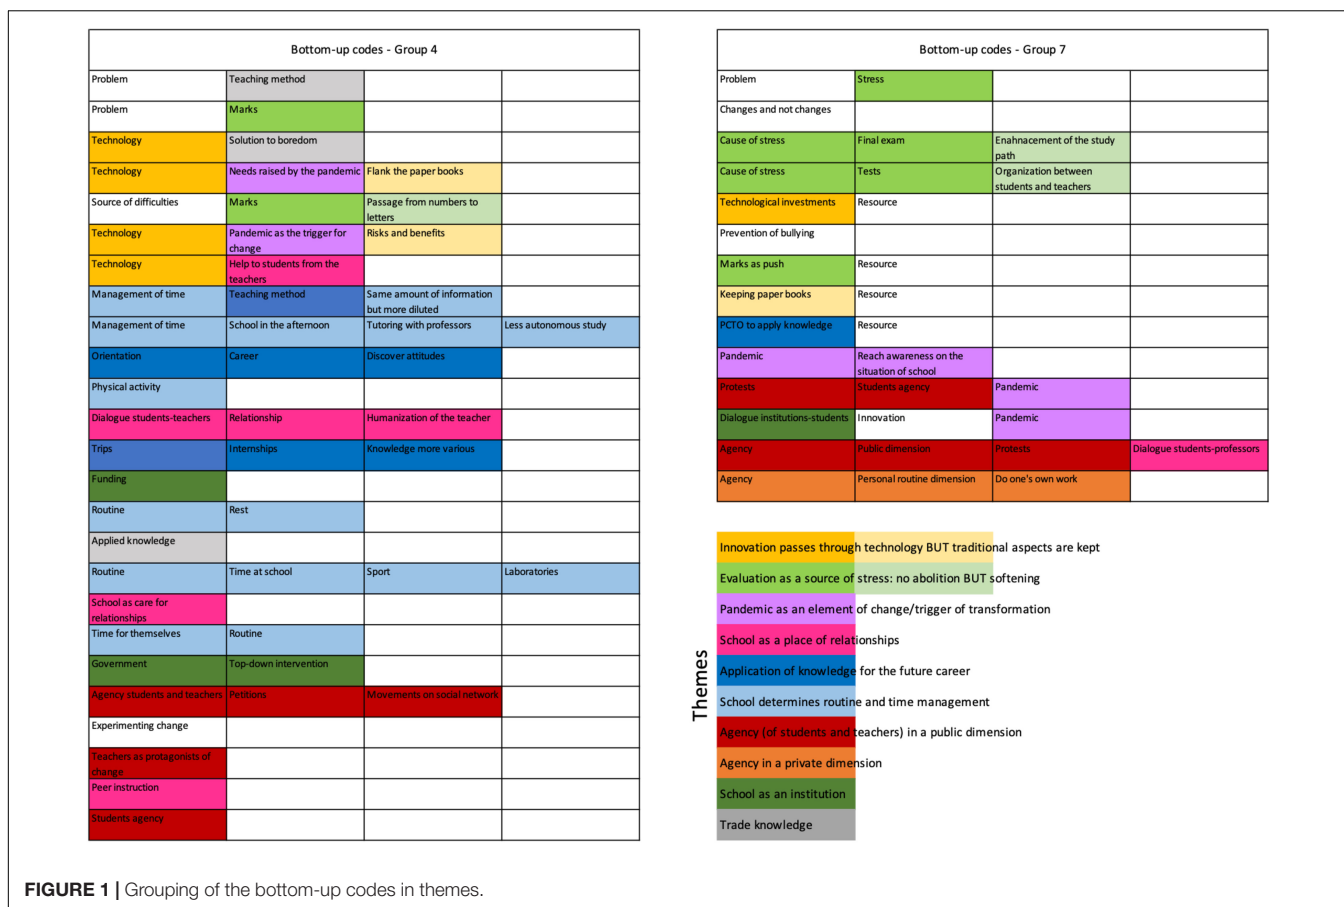 Bottom-up codes - Group 4
Problem Teaching method
Problem Marks
Technology Solution to boredom
Technology Needs raised by the pandemic Flank the paper books
Source of difficulties Marks Passage from numbers to
letters
Technology Pandemic as the trigger for
change Risks and benefits
Technology Help to students from the
teachers
Management of time Teaching method Same amount of information
but more diluted
Management of time School in the afternoon Tutoring with professors Less autonomous study
Orientation Career Discover attitudes
Physical activity
Dialogue students-teachers Relationship Humanization of the teacher
Trips Internships Knowledge more various
Funding
Routine Rest
Applied knowledge
Routine Time at school Sport Laboratories
School as care for
relationships
Time for themselves Routine
Government Top-down intervention
Agency students and teachers Petitions Movements on social network
Experimenting change
Teachers as protagonists of
change
Peer instruction
Students agency
Bottom-up codes - Group 7
Problem Stress
Changes and not changes
Cause of stress Final exam Enahnacement of the study
path
Cause of stress Tests Organization between
students and teachers
Technological investments Resource
Prevention of bullying
Marks as push Resource
Keeping paper books Resource
PCTO to apply knowledge Resource
Pandemic Reach awareness on the
situation of school
Protests Students agency Pandemic
Dialogue institutions-students Innovation Pandemic
Agency Public dimension Protests Dialogue students-professors
Agency Personal routine dimension Do one's own work
Themes
Innovation passes through technology BUT traditional aspects are kept
Evaluation as a source of stress: no abolition BUT softening
Pandemic as an element of change/trigger of transformation
School as a place of relationships
Application of knowledge for the future career
School determines routine and time management
Agency (of students and teachers) in a public dimension
Agency in a private dimension
School as an institution
Trade knowledge
FIGURE 1 | Grouping of the bottom-up codes in themes.